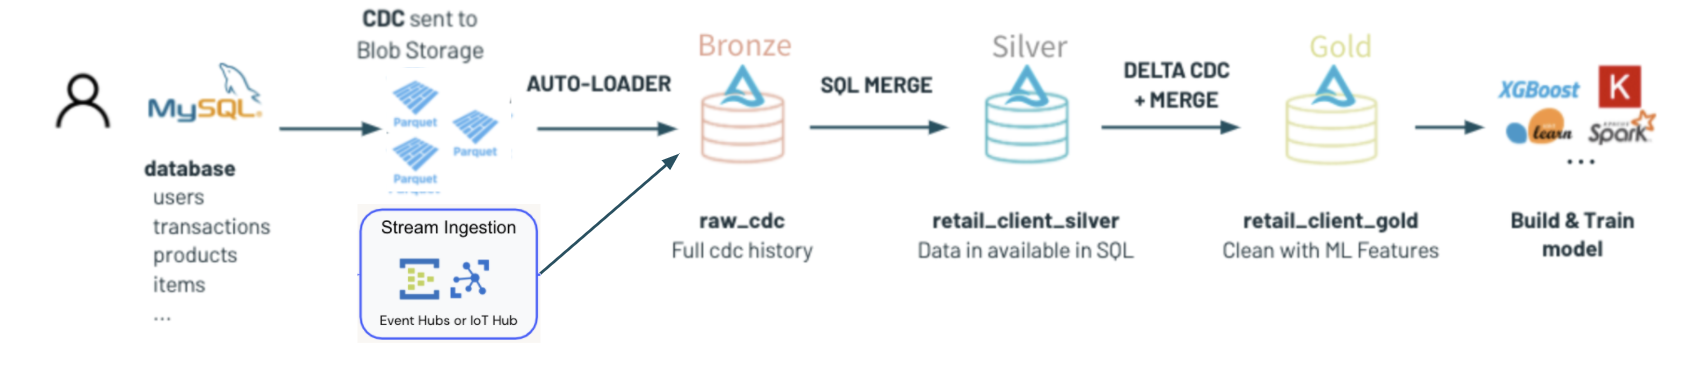 CDC sent to
Blob Storage
MySQL
Parquet
Parquet
Parquet
database
users
transactions
products
items
...
Stream Ingestion
Event Hubs or IoT Hub
AUTO-LOADER
Bronze
raw_cdc
Full cdc history
SQL MERGE
Silver
retail_client_silver
Data in available in SQL
DELTA CDC
+ MERGE
Gold
retail_client_gold
Clean with ML Features
XGBoost
K
learn
Spark
...
Build & Train
model